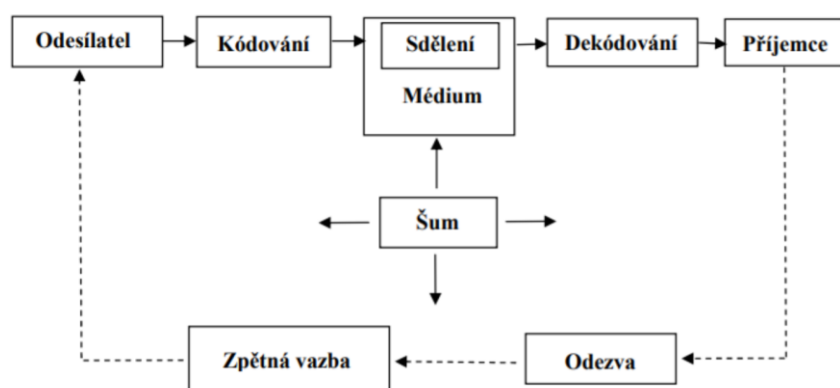 Odesílatel
Kódování
Sdělení
Médium
Dekódování
Příjemce
Šum
Zpětná vazba
Odezva